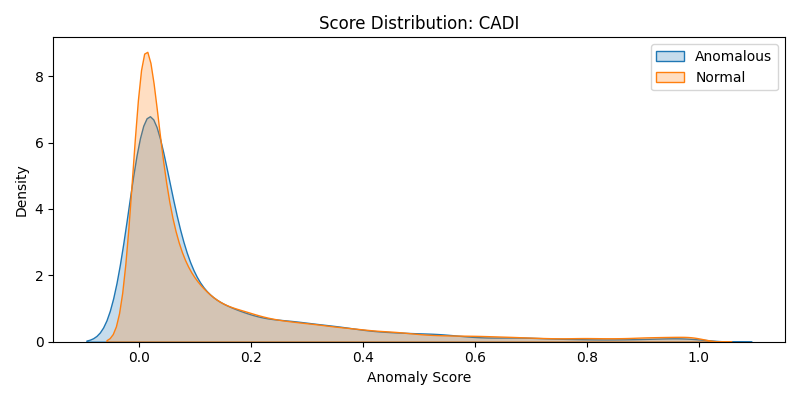 Score Distribution: CADI
Anomalous
Normal
Density
8
6
4
2
0
0.0 0.2 0.4 0.6 0.8 1.0
Anomaly Score